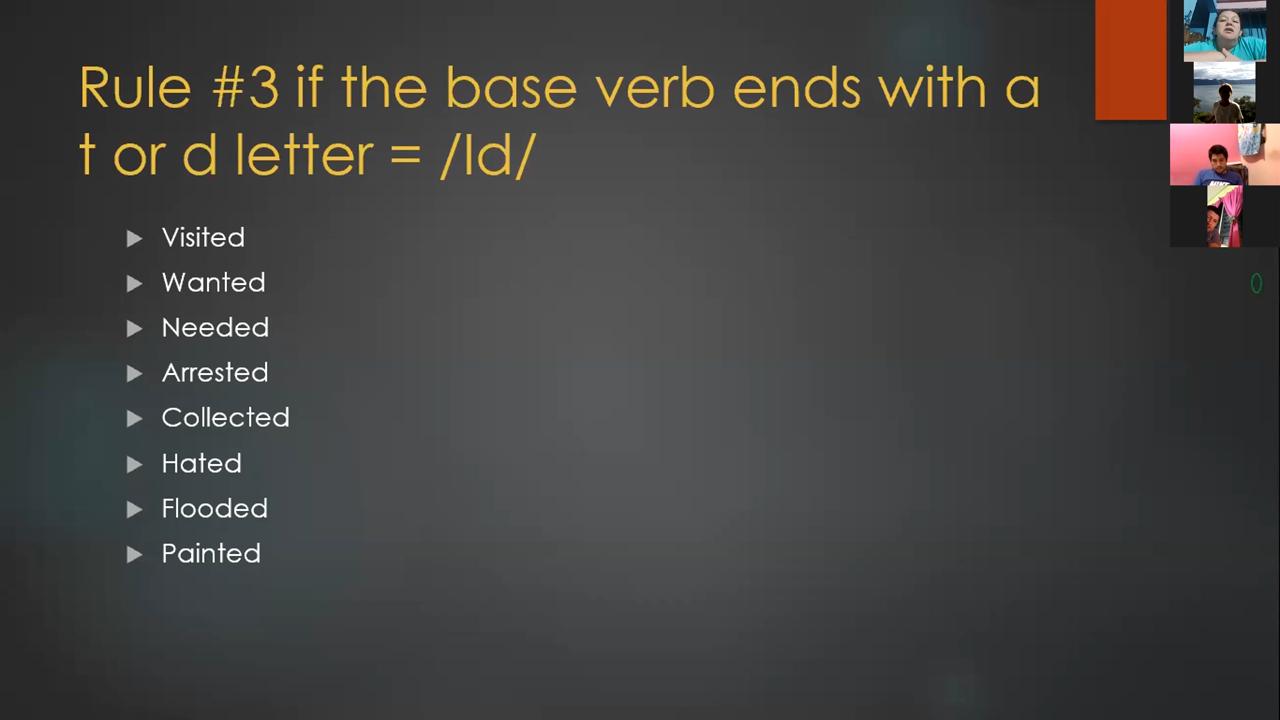 Rule #3 if the base verb ends with a
t or d letter = /Id/
Visited
Wanted
Needed
Arrested
Collected
Hated
Flooded
Painted